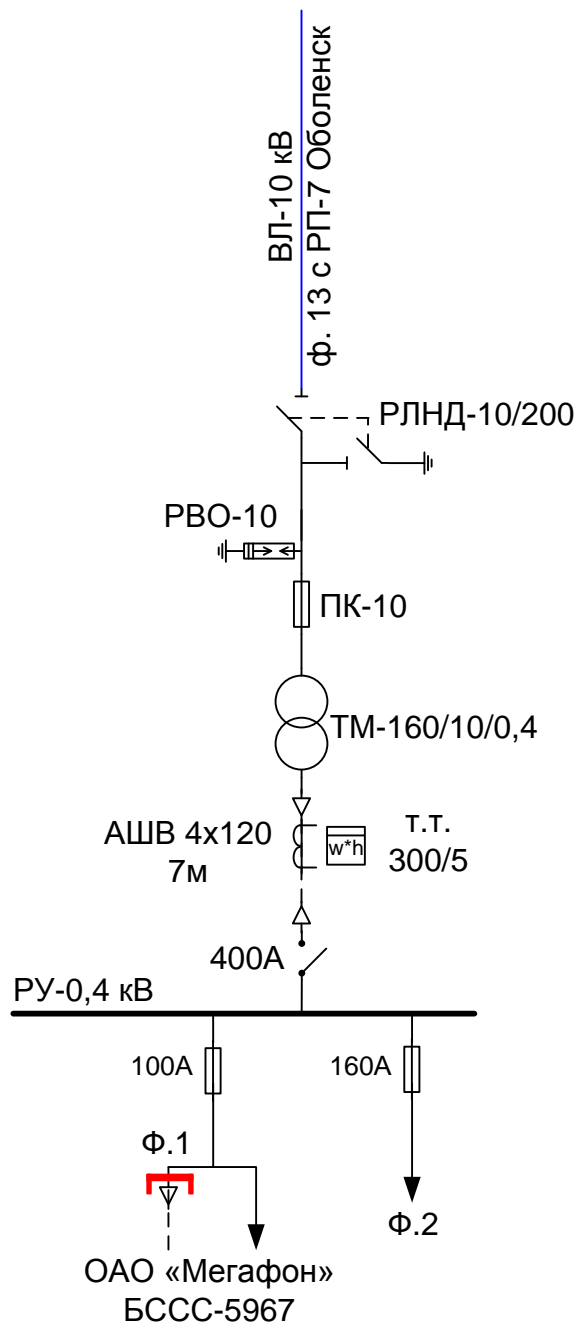 ВЛ-10 кВ
ф. 13 с РП-7 Оболенск
РЛНД-10/200
РВО-10
ПК-10
ТМ-160/10/0,4
АШВ 4х120
7м
w*h
т.т.
300/5
400А
РУ-0,4 кВ
100А
160А
Ф.1
Ф.2
ОАО «Мегафон»
БССС-5967